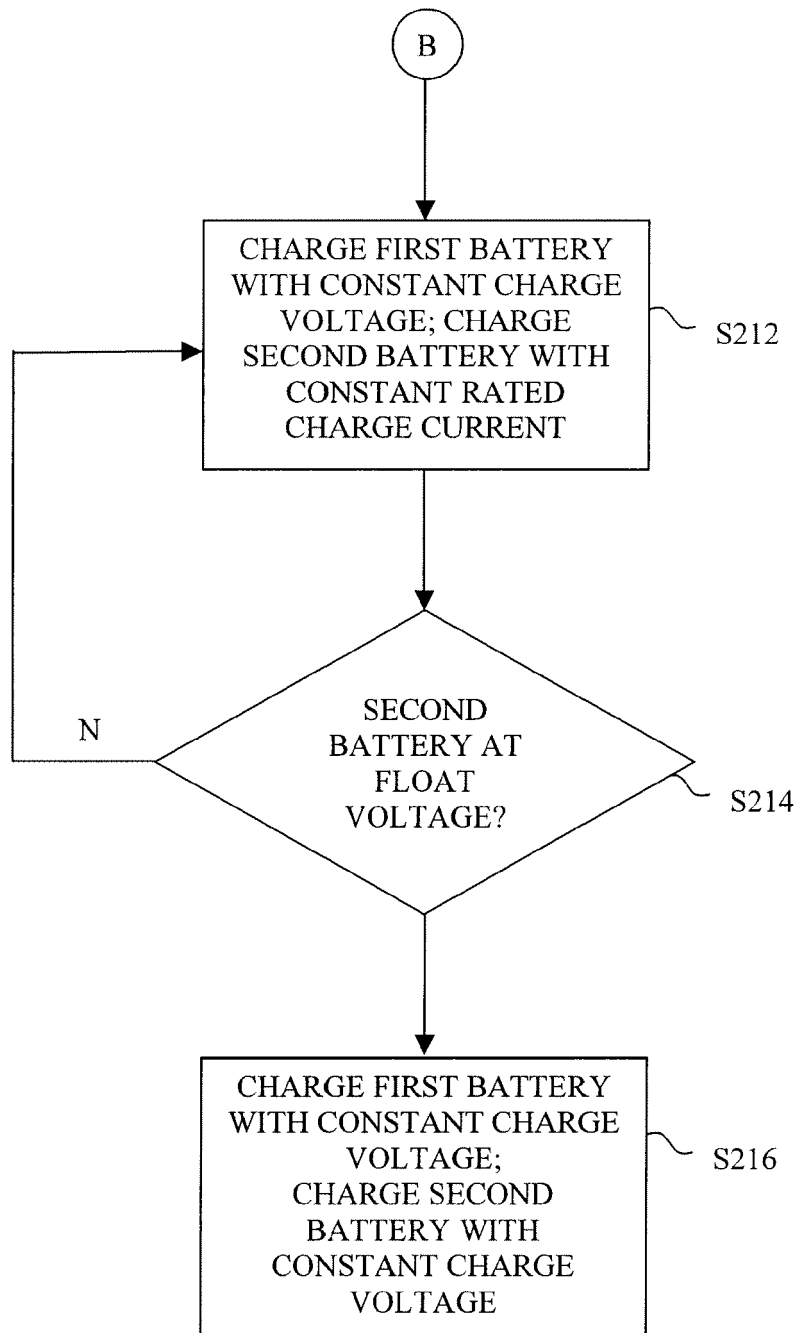 B
CHARGE FIRST BATTERY
WITH CONSTANT CHARGE
VOLTAGE; CHARGE
SECOND BATTERY WITH
CONSTANT RATED
CHARGE CURRENT
S212
N
SECOND
BATTERY AT
FLOAT
VOLTAGE?
S214
CHARGE FIRST BATTERY
WITH CONSTANT CHARGE
VOLTAGE;
CHARGE SECOND
BATTERY WITH
CONSTANT CHARGE
VOLTAGE
S216